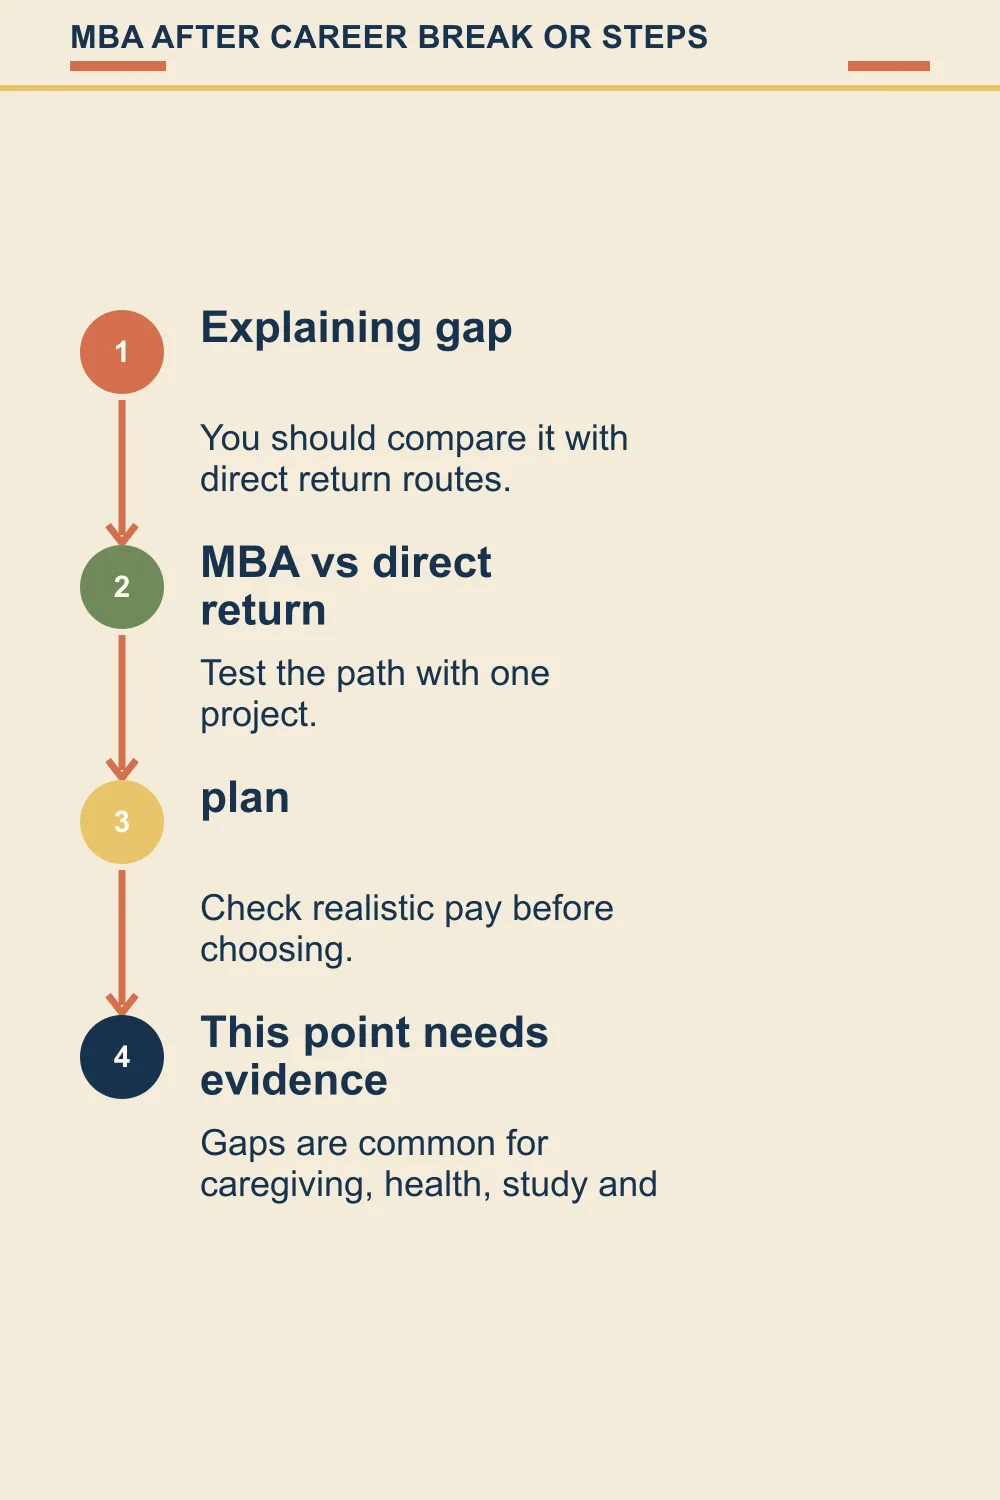 MBA AFTER CAREER BREAK OR STEPS
1
Explaining gap
You should compare it with
direct return routes.
2
MBA vs direct
return
Test the path with one
project.
3
plan
Check realistic pay before
choosing.
4
This point needs
evidence
Gaps are common for
caregiving, health, study and